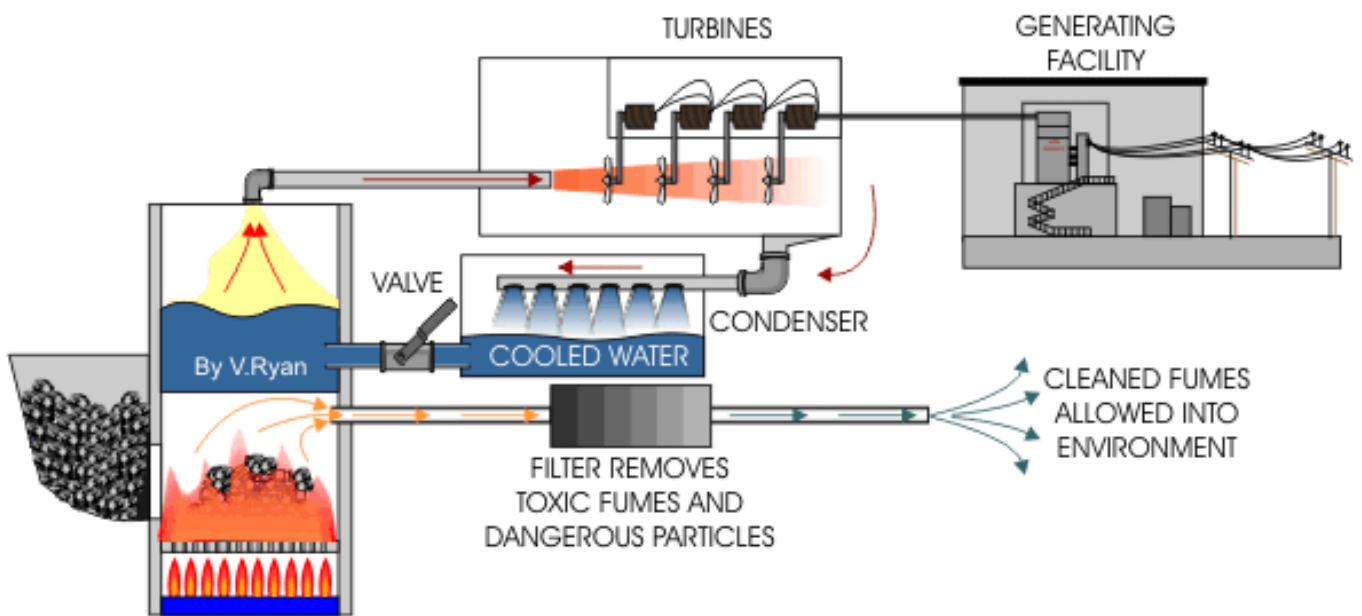 TURBINES
GENERATING
FACILITY
VALVE
CONDENSER
By V.Ryan
COOLED WATER
CLEANED FUMES
ALLOWED INTO
ENVIRONMENT
FILTER REMOVES
TOXIC FUMES AND
DANGEROUS PARTICLES